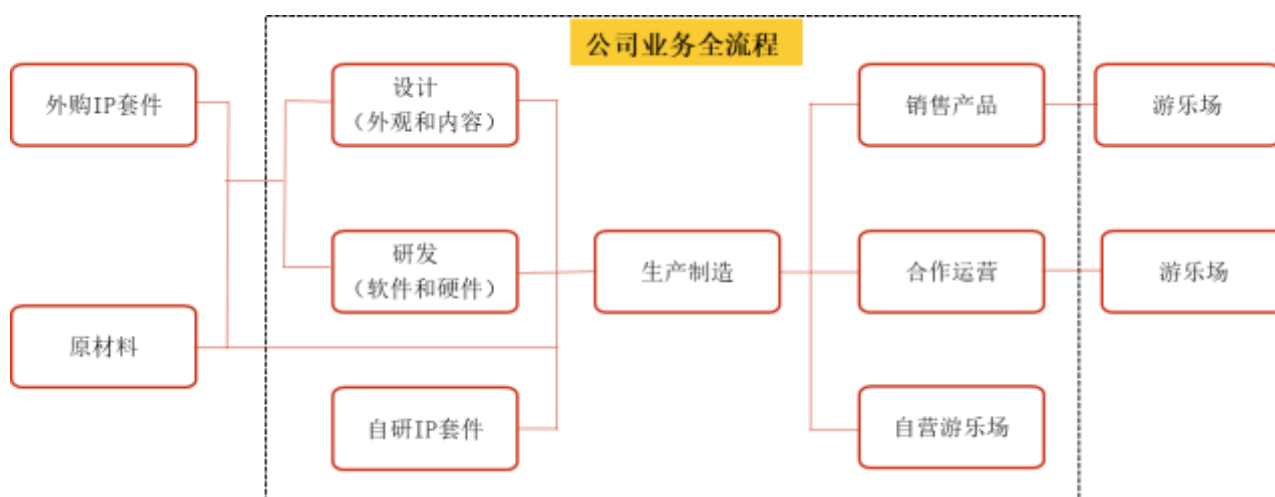 公司业务全流程
外购IP套件
设计
（外观和内容）
销售产品
游乐场
研发
（软件和硬件）
生产制造
合作运营
游乐场
原材料
自研IP套件
自营游乐场